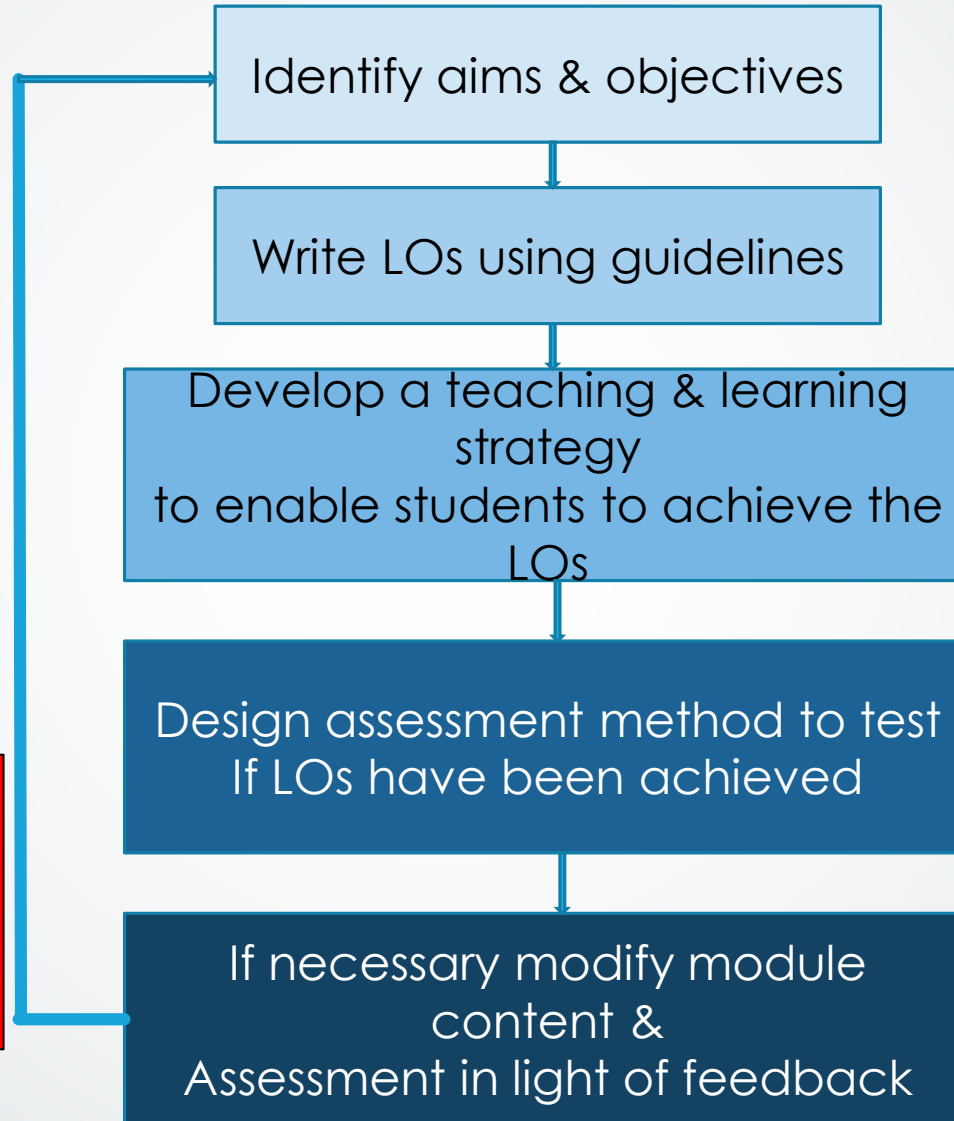 Identify aims & objectives
Write LOs using guidelines
Develop a teaching & learning
strategy
to enable students to achieve the
LOs
Design assessment method to test
If LOs have been achieved
If necessary modify module
content &
Assessment in light of feedback